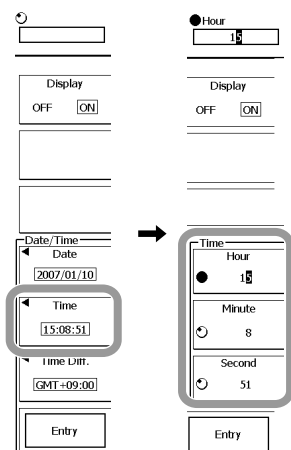 Display
OFF ON
Date/Time
Date
2007/01/10
Time
15:08:51
Time Diff.
GMT+09:00
Entry
Hour
15
Display
OFF ON
Time
Hour
15
Minute
8
Second
51
Entry